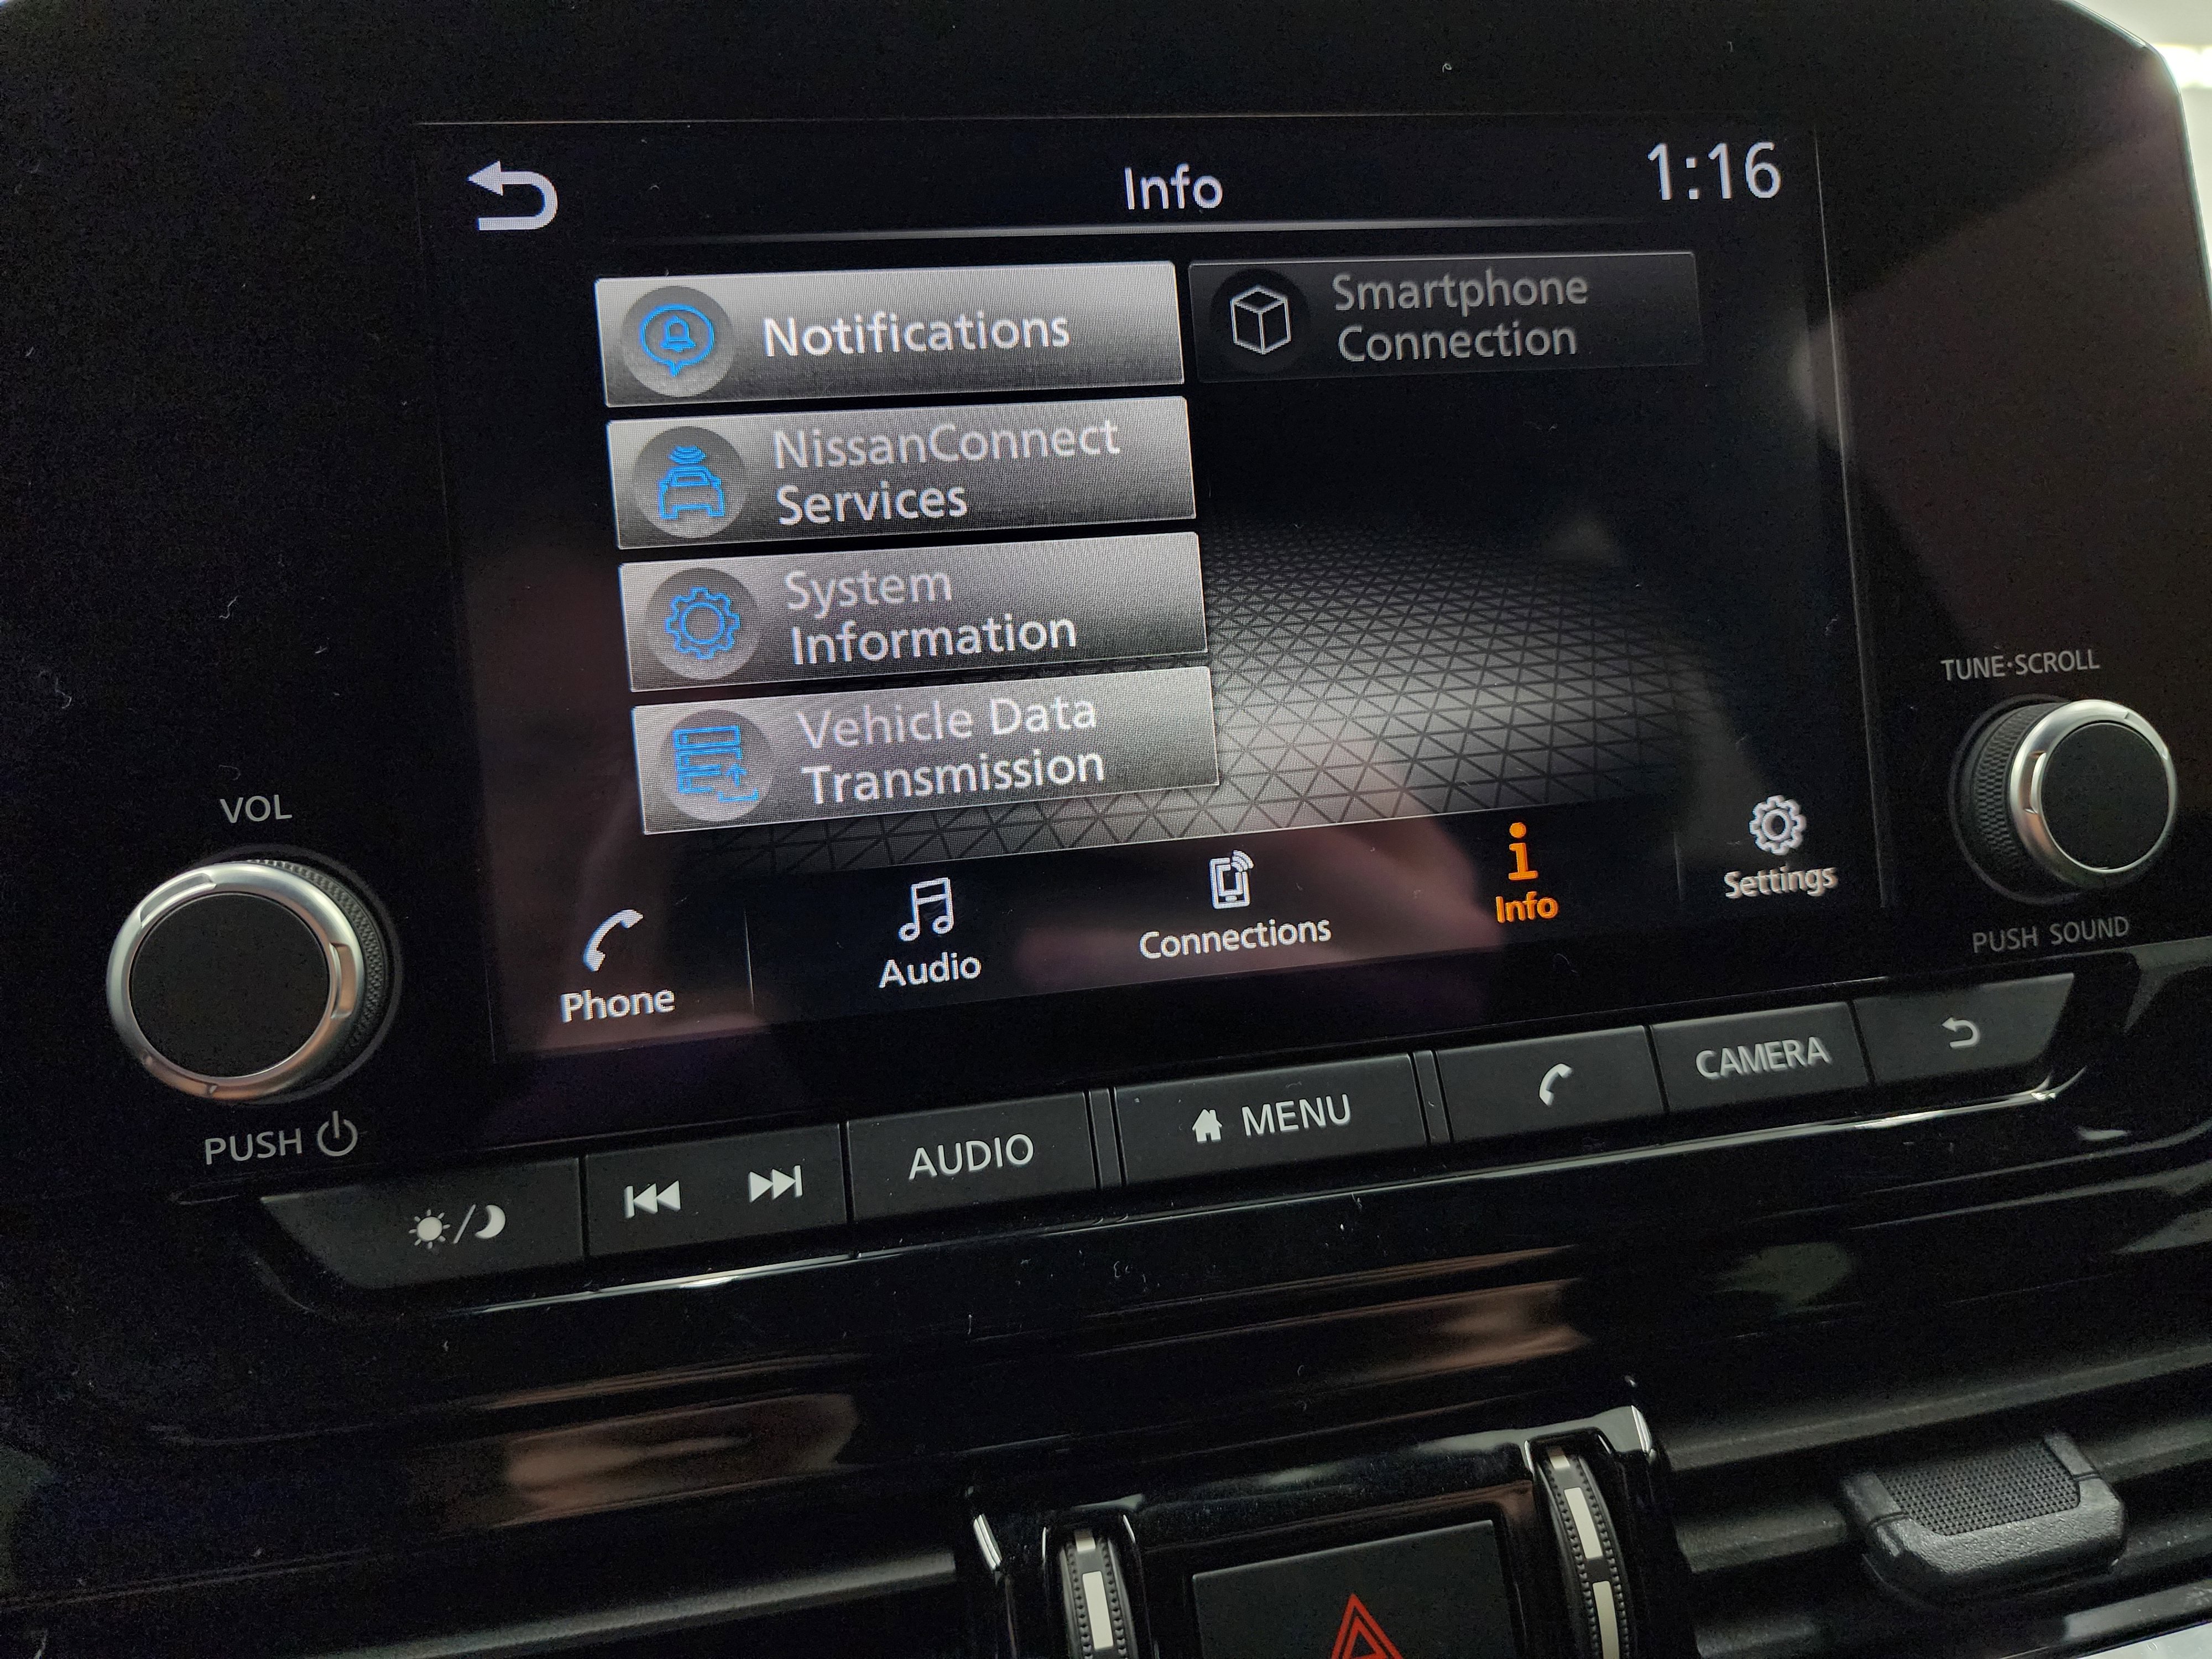 Info
1:16
Notifications
Smartphone
Connection
NissanConnect
Services
System
Information
Vehicle Data
Transmission
Phone
Audio
Connections
Info
Settings
VOL
PUSH
TUNE·SCROLL
PUSH SOUND
AUDIO
MENU
CAMERA